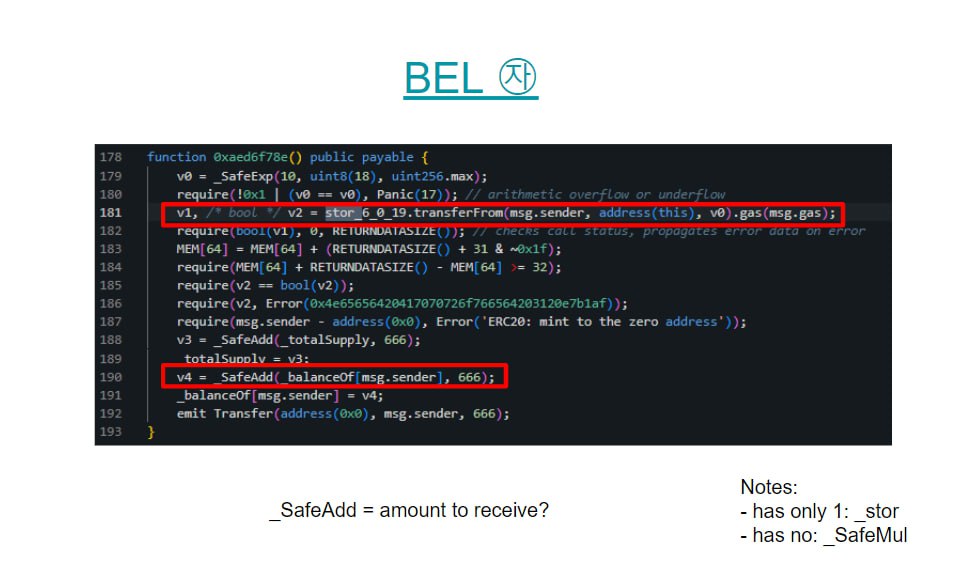 BEL ㉶
178 function 0xaed6f78e() public payable {
179 v0 = _SafeExp(10, uint8(18), uint256.max);
180 require(!0x1 | (v0 == v0), Panic(17)); // arithmetic overflow or underflow
181 v1, /* bool */ v2 = stor_6_0_19.transferFrom(msg.sender, address(this), v0).gas(msg.gas);
182 require(bool(v1), 0, RETURNDATASIZE()); // checks call status, propagates error data on error
183 MEM[64] = MEM[64] + (RETURNDATASIZE() + 31 & ~0x1f);
184 require(MEM[64] + RETURNDATASIZE() - MEM[64] >= 32);
185 require(v2 == bool(v2));
186 require(v2, Error(0x4e65656420417070726f766564203120e7b1af));
187 require(msg.sender - address(0x0), Error('ERC20: mint to the zero address'));
188 v3 = _SafeAdd(_totalSupply, 666);
189 _totalSupply = v3;
190 v4 = _SafeAdd(_balanceOf[msg.sender], 666);
191 _balanceOf[msg.sender] = v4;
192 emit Transfer(address(0x0), msg.sender, 666);
193 }
_SafeAdd = amount to receive?
Notes:
- has only 1: _stor
- has no: _SafeMul